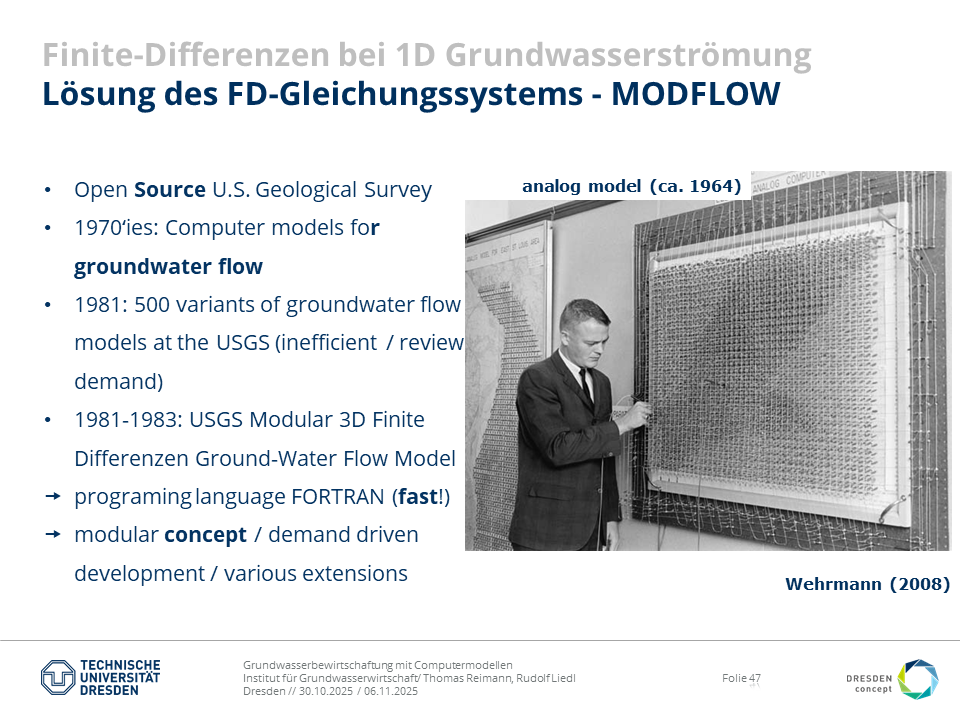 Finite-Differenzen bei 1D Grundwasserströmung
Lösung des FD-Gleichungssystems - MODFLOW
• Open Source U.S. Geological Survey
• 1970‘ies: Computer models for
groundwater flow
• 1981: 500 variants of groundwater flow
models at the USGS (inefficient / review
demand)
• 1981-1983: USGS Modular 3D Finite
Differenzen Ground-Water Flow Model
➙ programing language FORTRAN (fast!)
➙ modular concept / demand driven
development / various extensions
analog model (ca. 1964)
ANALOG COMPUTER
Wehrmann (2008)
TECHNISCHE
UNIVERSITÄT
DRESDEN
Grundwasserbewirtschaftung mit Computermodellen
Institut für Grundwasserwirtschaft/ Thomas Reimann, Rudolf Liedl
Dresden // 30.10.2025 / 06.11.2025
Folie 47
DRESDEN
concept